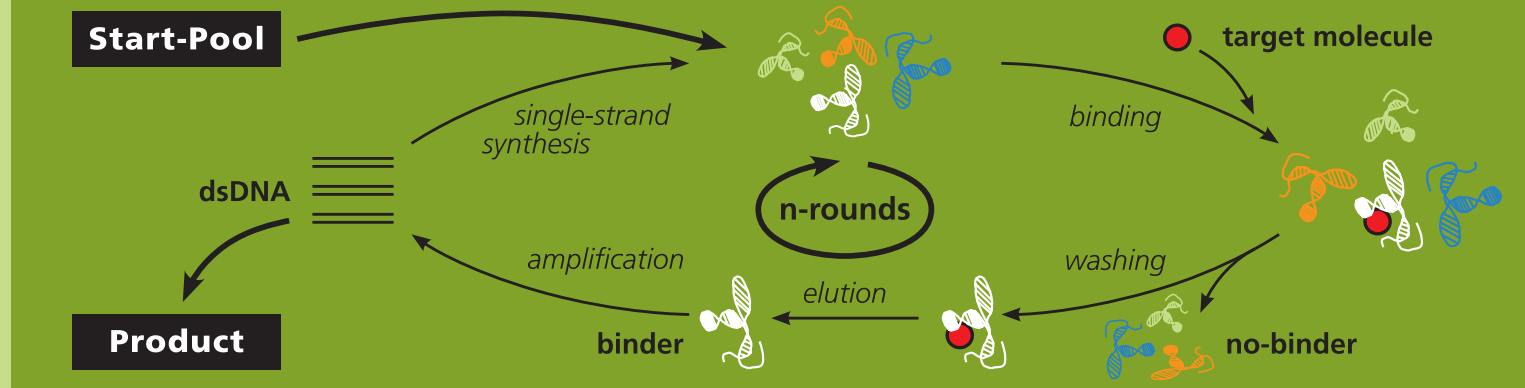 Start-Pool
target molecule
single-strand
synthesis
binding
dsDNA
n-rounds
amplification
elution
washing
binder
no-binder
Product